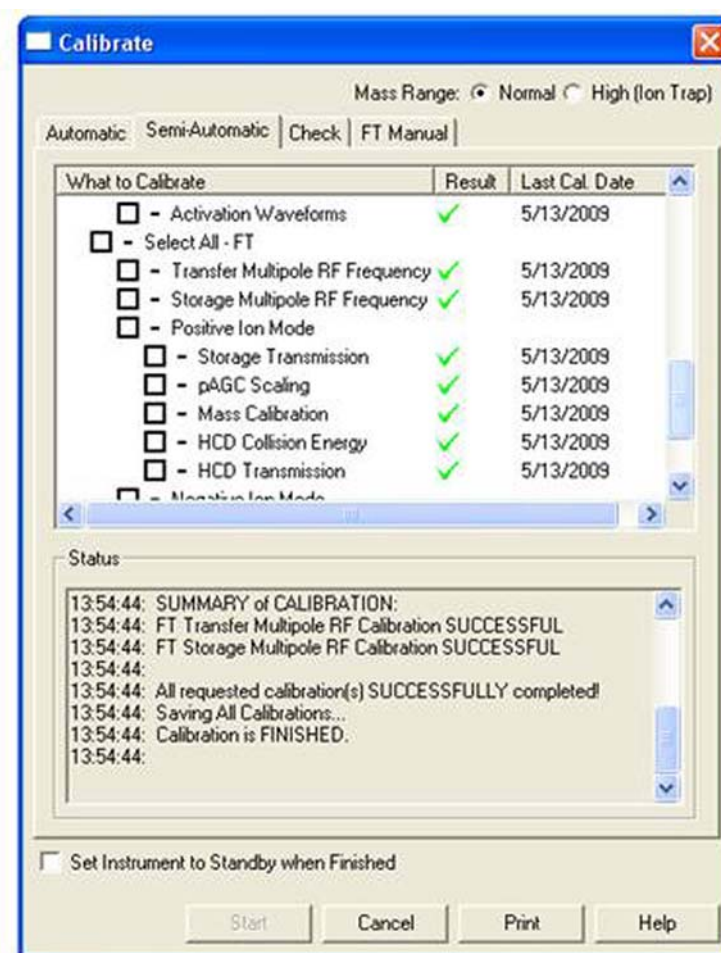 Calibrate
Mass Range: Normal High (Ion Trap)
Automatic Semi-Automatic Check FT Manual
What to Calibrate Result Last Cal. Date
- Activation Waveforms 5/13/2009
- Select All - FT
- Transfer Multipole RF Frequency 5/13/2009
- Storage Multipole RF Frequency 5/13/2009
- Positive Ion Mode
- Storage Transmission 5/13/2009
- pAGC Scaling 5/13/2009
- Mass Calibration 5/13/2009
- HCD Collision Energy 5/13/2009
- HCD Transmission 5/13/2009
- Negative Ion Mode
Status
13:54:44: SUMMARY of CALIBRATION:
13:54:44: FT Transfer Multipole RF Calibration SUCCESSFUL
13:54:44: FT Storage Multipole RF Calibration SUCCESSFUL
13:54:44:
13:54:44: All requested calibration(s) SUCCESSFULLY completed!
13:54:44: Saving All Calibrations...
13:54:44: Calibration is FINISHED.
13:54:44:
Set Instrument to Standby when Finished
Start Cancel Print Help